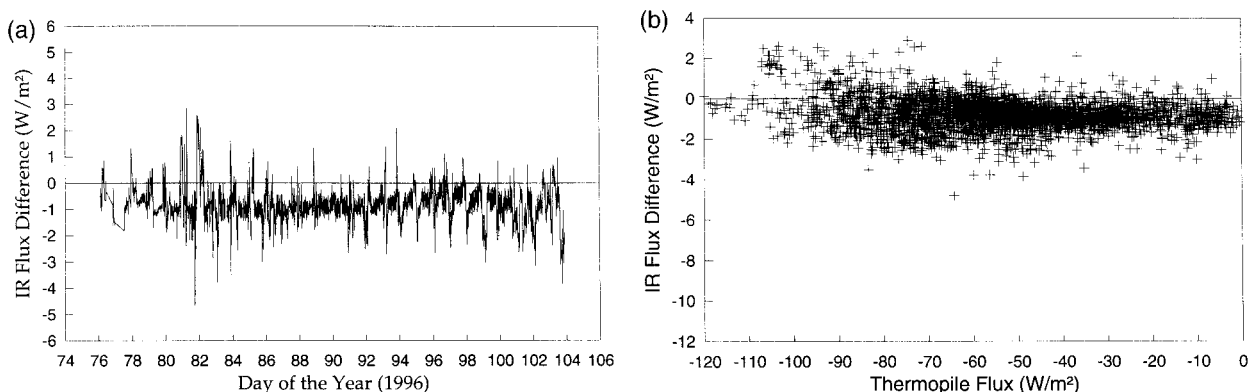 (a)
IR Flux Difference (W/m²)
6
5
4
3
2
1
0
-1
-2
-3
-4
-5
-6
74 76 78 80 82 84 86 88 90 92 94 96 98 100 102 104 106
Day of the Year (1996)
(b)
IR Flux Difference (W/m²)
4
2
0
-2
-4
-6
-8
-10
-12
-120 -100 -90 -80 -70 -60 -50 -40 -30 -20 -10 0
Thermopile Flux (W/m²)